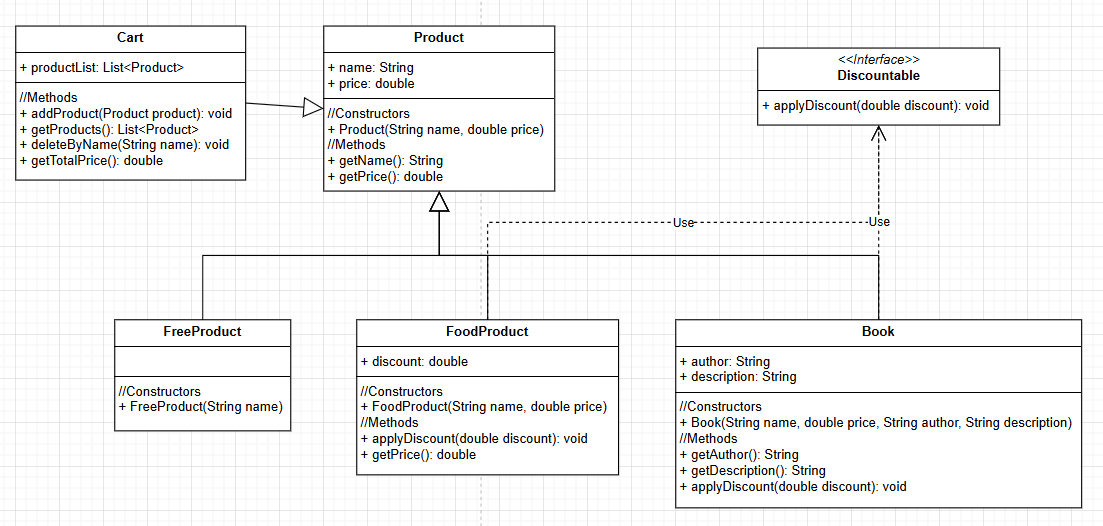 Cart
+ productList: List<Product>
//Methods
+ addProduct(Product product): void
+ getProducts(): List<Product>
+ deleteByName(String name): void
+ getTotalPrice(): double
Product
+ name: String
+ price: double
//Constructors
+ Product(String name, double price)
//Methods
+ getName(): String
+ getPrice(): double
<<Interface>>
Discountable
+ applyDiscount(double discount): void
Use
Use
FreeProduct
//Constructors
+ FreeProduct(String name)
FoodProduct
+ discount: double
//Constructors
+ FoodProduct(String name, double price)
//Methods
+ applyDiscount(double discount): void
+ getPrice(): double
Book
+ author: String
+ description: String
//Constructors
+ Book(String name, double price, String author, String description)
//Methods
+ getAuthor(): String
+ getDescription(): String
+ applyDiscount(double discount): void